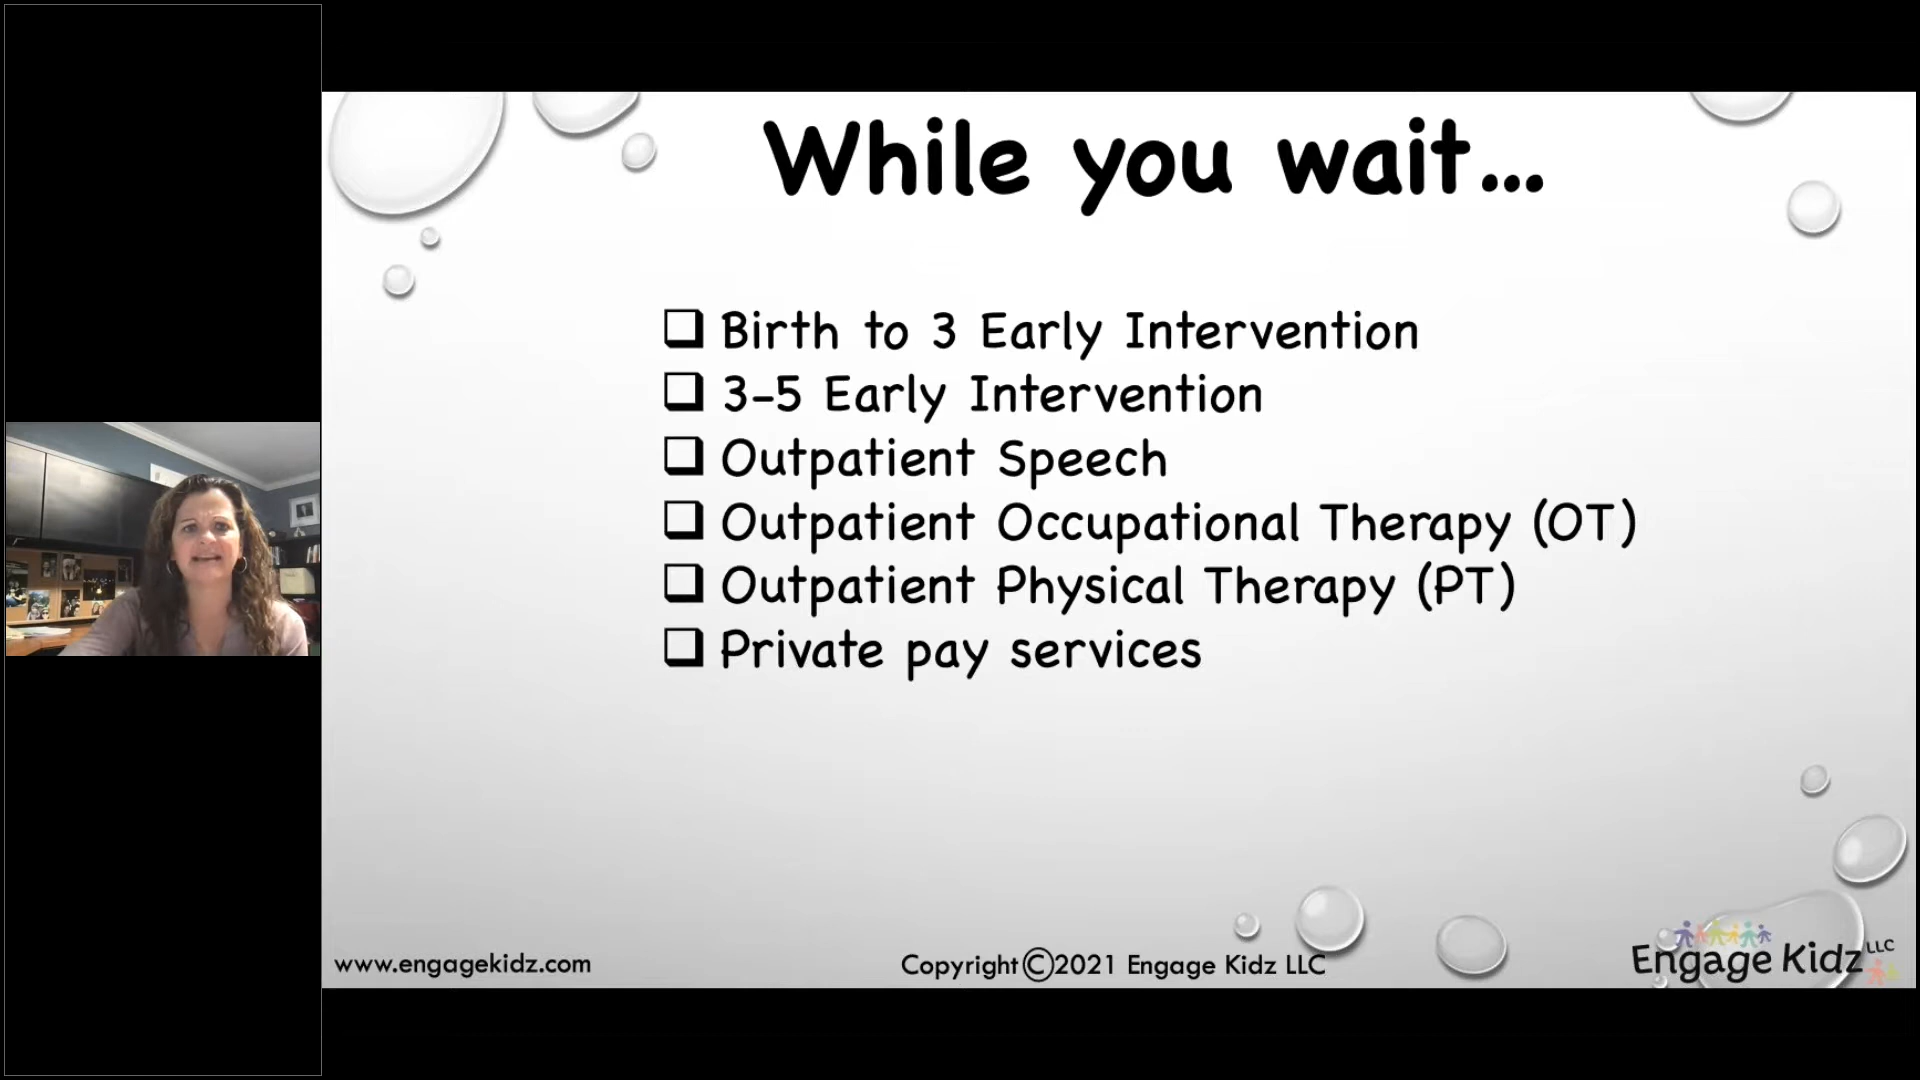 While you wait...
Birth to 3 Early Intervention
3-5 Early Intervention
Outpatient Speech
Outpatient Occupational Therapy (OT)
Outpatient Physical Therapy (PT)
Private pay services
www.engagekidz.com
Copyright©2021 Engage Kidz LLC
Engage Kidz LLC